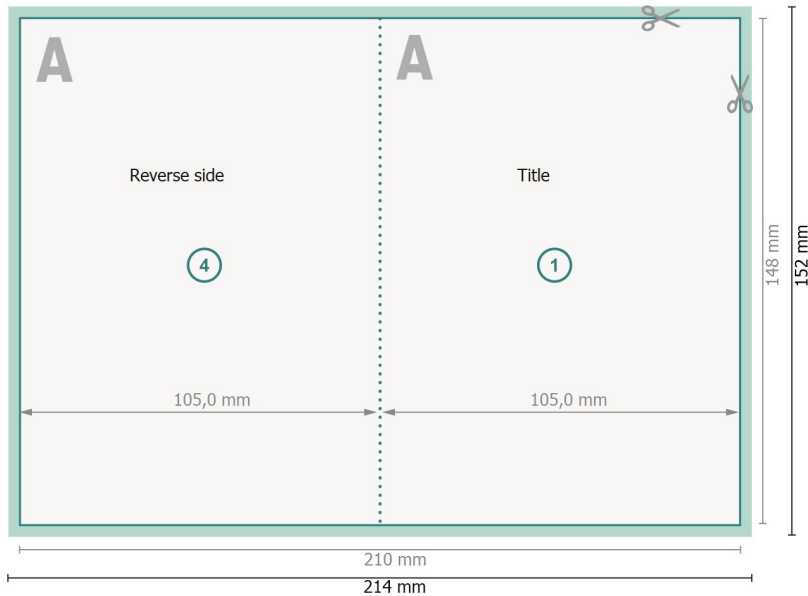 A
A
Reverse side
Title
4
1
148 mm
152 mm
105,0 mm
105,0 mm
210 mm
214 mm